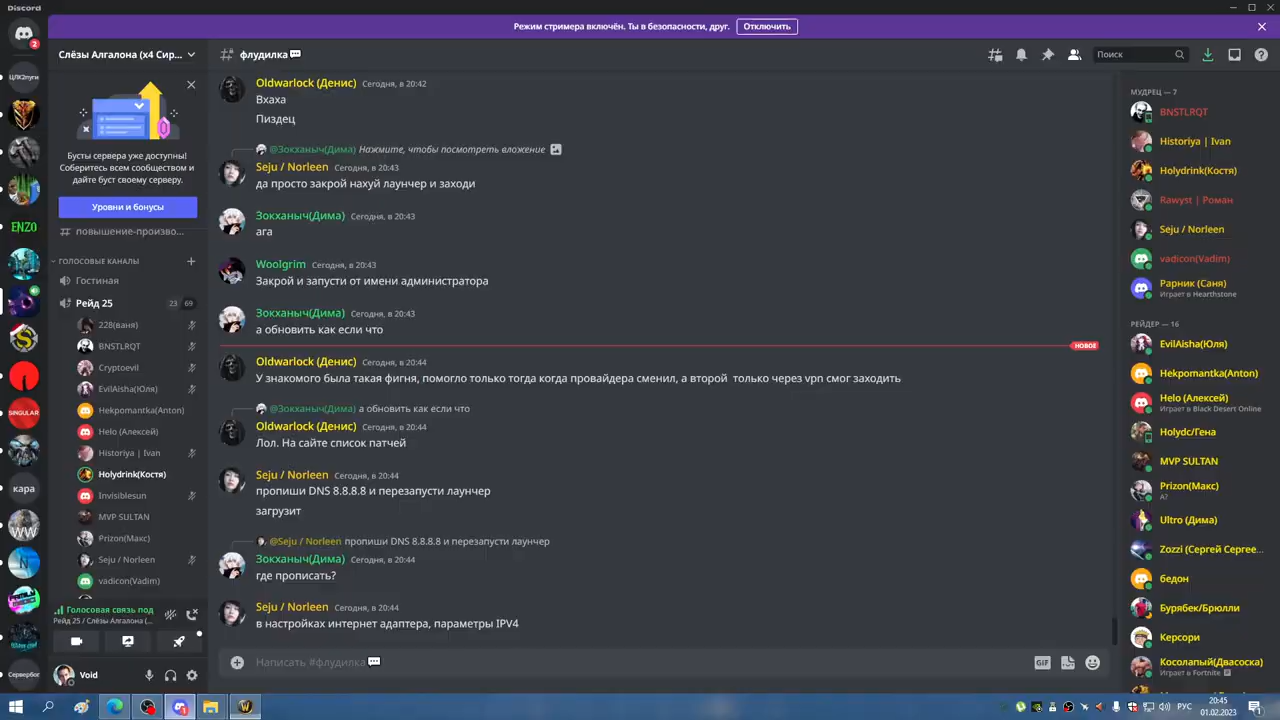 Discord
Режим стримера включён. Ты в безопасности, друг.
Отключить
2
Слёзы Алгалона (x4 Сир...
флудилка
Поиск
ЦЛК2пуги
Бусты сервера уже доступны!
Соберитесь всем сообществом и
дайте буст своему серверу.
Уровни и бонусы
повышение-произво...
ГОЛОСОВЫЕ КАНАЛЫ
Гостиная
Рейд 25
23 69
228(ваня)
BNSTLRQT
Cryptoevil
EvilAisha(Юля)
Hekpomantka(Anton)
Helo (Алексей)
Historiya | Ivan
Holydrink(Костя)
Invisiblesun
MVP SULTAN
Prizon(Макс)
Seju / Norleen
vadicon(Vadim)
Голосовая связь под
Рейд 25 / Слёзы Алгалона (...
Void
ENZO
SINGULAR
кара
WW
Серверbot
Oldwarlock (Денис) Сегодня, в 20:42
Вхаха
Пиздец
@Зокханыч(Дима) Нажмите, чтобы посмотреть вложение
Seju / Norleen Сегодня, в 20:43
да просто закрой нахуй лаунчер и заходи
Зокханыч(Дима) Сегодня, в 20:43
ага
Woolgrim Сегодня, в 20:43
Закрой и запусти от имени администратора
Зокханыч(Дима) Сегодня, в 20:43
а обновить как если что
НОВОЕ
Oldwarlock (Денис) Сегодня, в 20:44
У знакомого была такая фигня, помогло только тогда когда провайдера сменил, а второй только через vpn смог заходить
@Зокханыч(Дима) а обновить как если что
Oldwarlock (Денис) Сегодня, в 20:44
Лол. На сайте список патчей
Seju / Norleen Сегодня, в 20:44
пропиши DNS 8.8.8.8 и перезапусти лаунчер
загрузит
@Seju / Norleen пропиши DNS 8.8.8.8 и перезапусти лаунчер
Зокханыч(Дима) Сегодня, в 20:44
где прописать?
Seju / Norleen Сегодня, в 20:44
в настройках интернет адаптера, параметры IPV4
Написать #флудилка
GIF
МУДРЕЦ — 7
BNSTLRQT
Historiya | Ivan
Holydrink(Костя)
Rawyst | Роман
Seju / Norleen
vadicon(Vadim)
Рарник (Саня)
Играет в Hearthstone
РЕЙДЕР — 16
EvilAisha(Юля)
Hekpomantka(Anton)
Helo (Алексей)
Играет в Black Desert Online
Holydc/Гена
MVP SULTAN
Prizon(Макс)
А?
Ultro (Дима)
Zozzi (Сергей Сергее...
бедон
Бурябек/Брюлли
Керсори
Косолапый(Двасоска)
Играет в Fortnite
РУС
20:45
01.02.2023